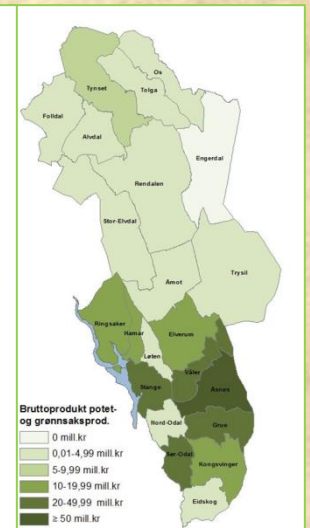 Os
Tynset
Tolga
Folldal
Alvdal
Engerdal
Rendalen
Stor-Elvdal
Trysil
Åmot
Ringsaker
Hamar
Elverum
Løten
Våler
Stange
Åsnes
Nord-Odal
Grue
Sør-Odal
Kongsvinger
Eidskog
Bruttoprodukt potet-
og grønnsaksprod.
0 mill.kr
0,01-4,99 mill.kr
5-9,99 mill.kr
10-19,99 mill.kr
20-49,99 mill.kr
≥ 50 mill.kr